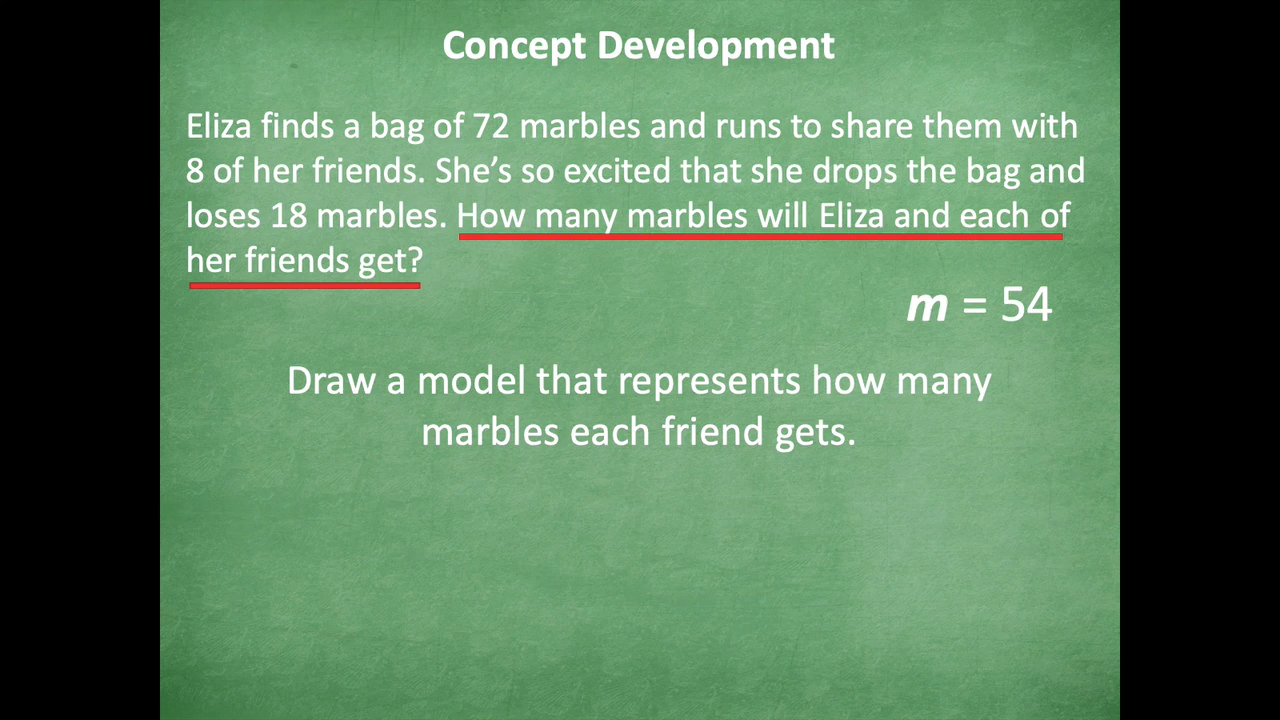 Concept Development
Eliza finds a bag of 72 marbles and runs to share them with
8 of her friends. She’s so excited that she drops the bag and
loses 18 marbles. How many marbles will Eliza and each of
her friends get?
m = 54
Draw a model that represents how many
marbles each friend gets.